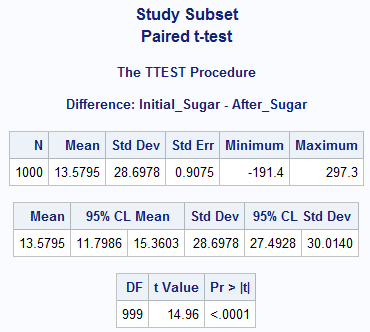 Study Subset
Paired t-test
The TTEST Procedure
Difference: Initial_Sugar - After_Sugar
N Mean Std Dev Std Err Minimum Maximum
1000 13.5795 28.6978 0.9075 -191.4 297.3
Mean 95% CL Mean Std Dev 95% CL Std Dev
13.5795 11.7986 15.3603 28.6978 27.4928 30.0140
DF t Value Pr > |t|
999 14.96 <.0001